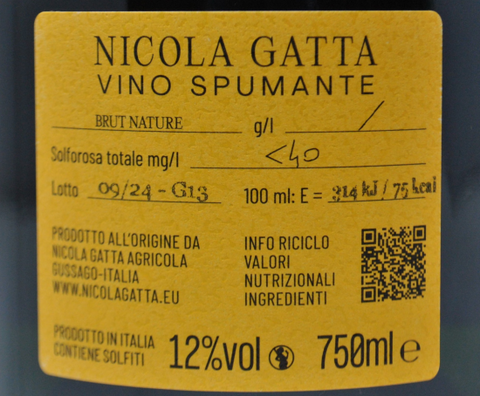 NICOLA GATTA
VINO SPUMANTE
BRUT NATURE g/l /
Solforosa totale mg/l <40
Lotto 09/24 - G13 100 ml: E = 314 kJ / 75 kcal
PRODOTTO ALL'ORIGINE DA
NICOLA GATTA AGRICOLA
GUSSAGO-ITALIA
WWW.NICOLAGATTA.EU
INFO RICICLO
VALORI
NUTRIZIONALI
INGREDIENTI
PRODOTTO IN ITALIA
CONTIENE SOLFITI
12%vol 750ml e